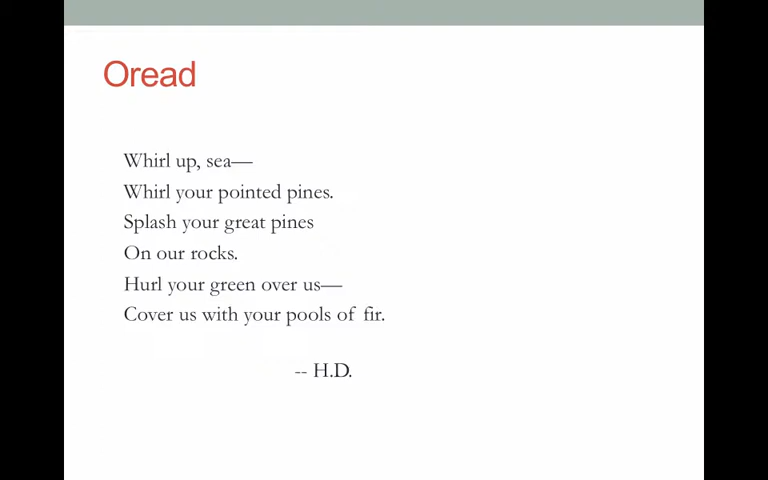 Oread
Whirl up, sea—
Whirl your pointed pines.
Splash your great pines
On our rocks.
Hurl your green over us—
Cover us with your pools of fir.
-- H.D.